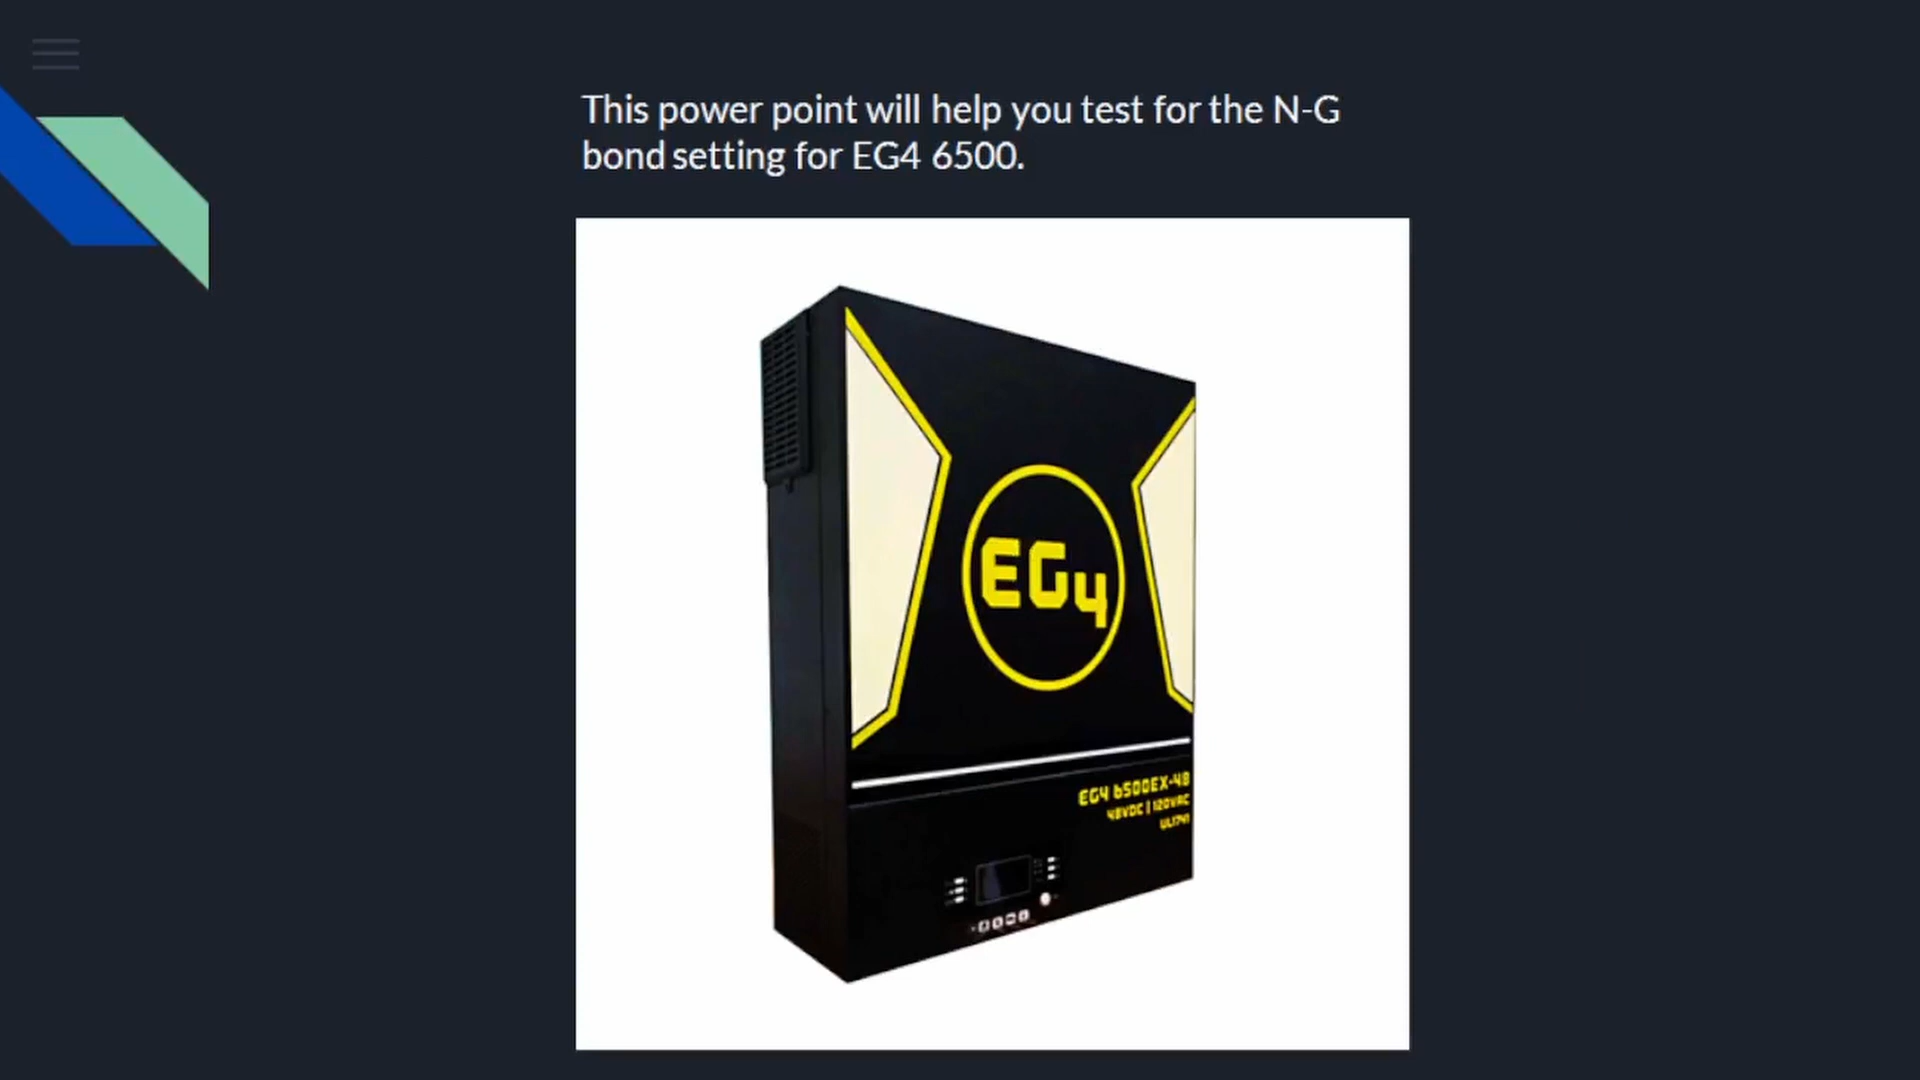 This power point will help you test for the N-G
bond setting for EG4 6500.
EG4
EG4 6500EX-48
48VDC | 120VAC
UL1741